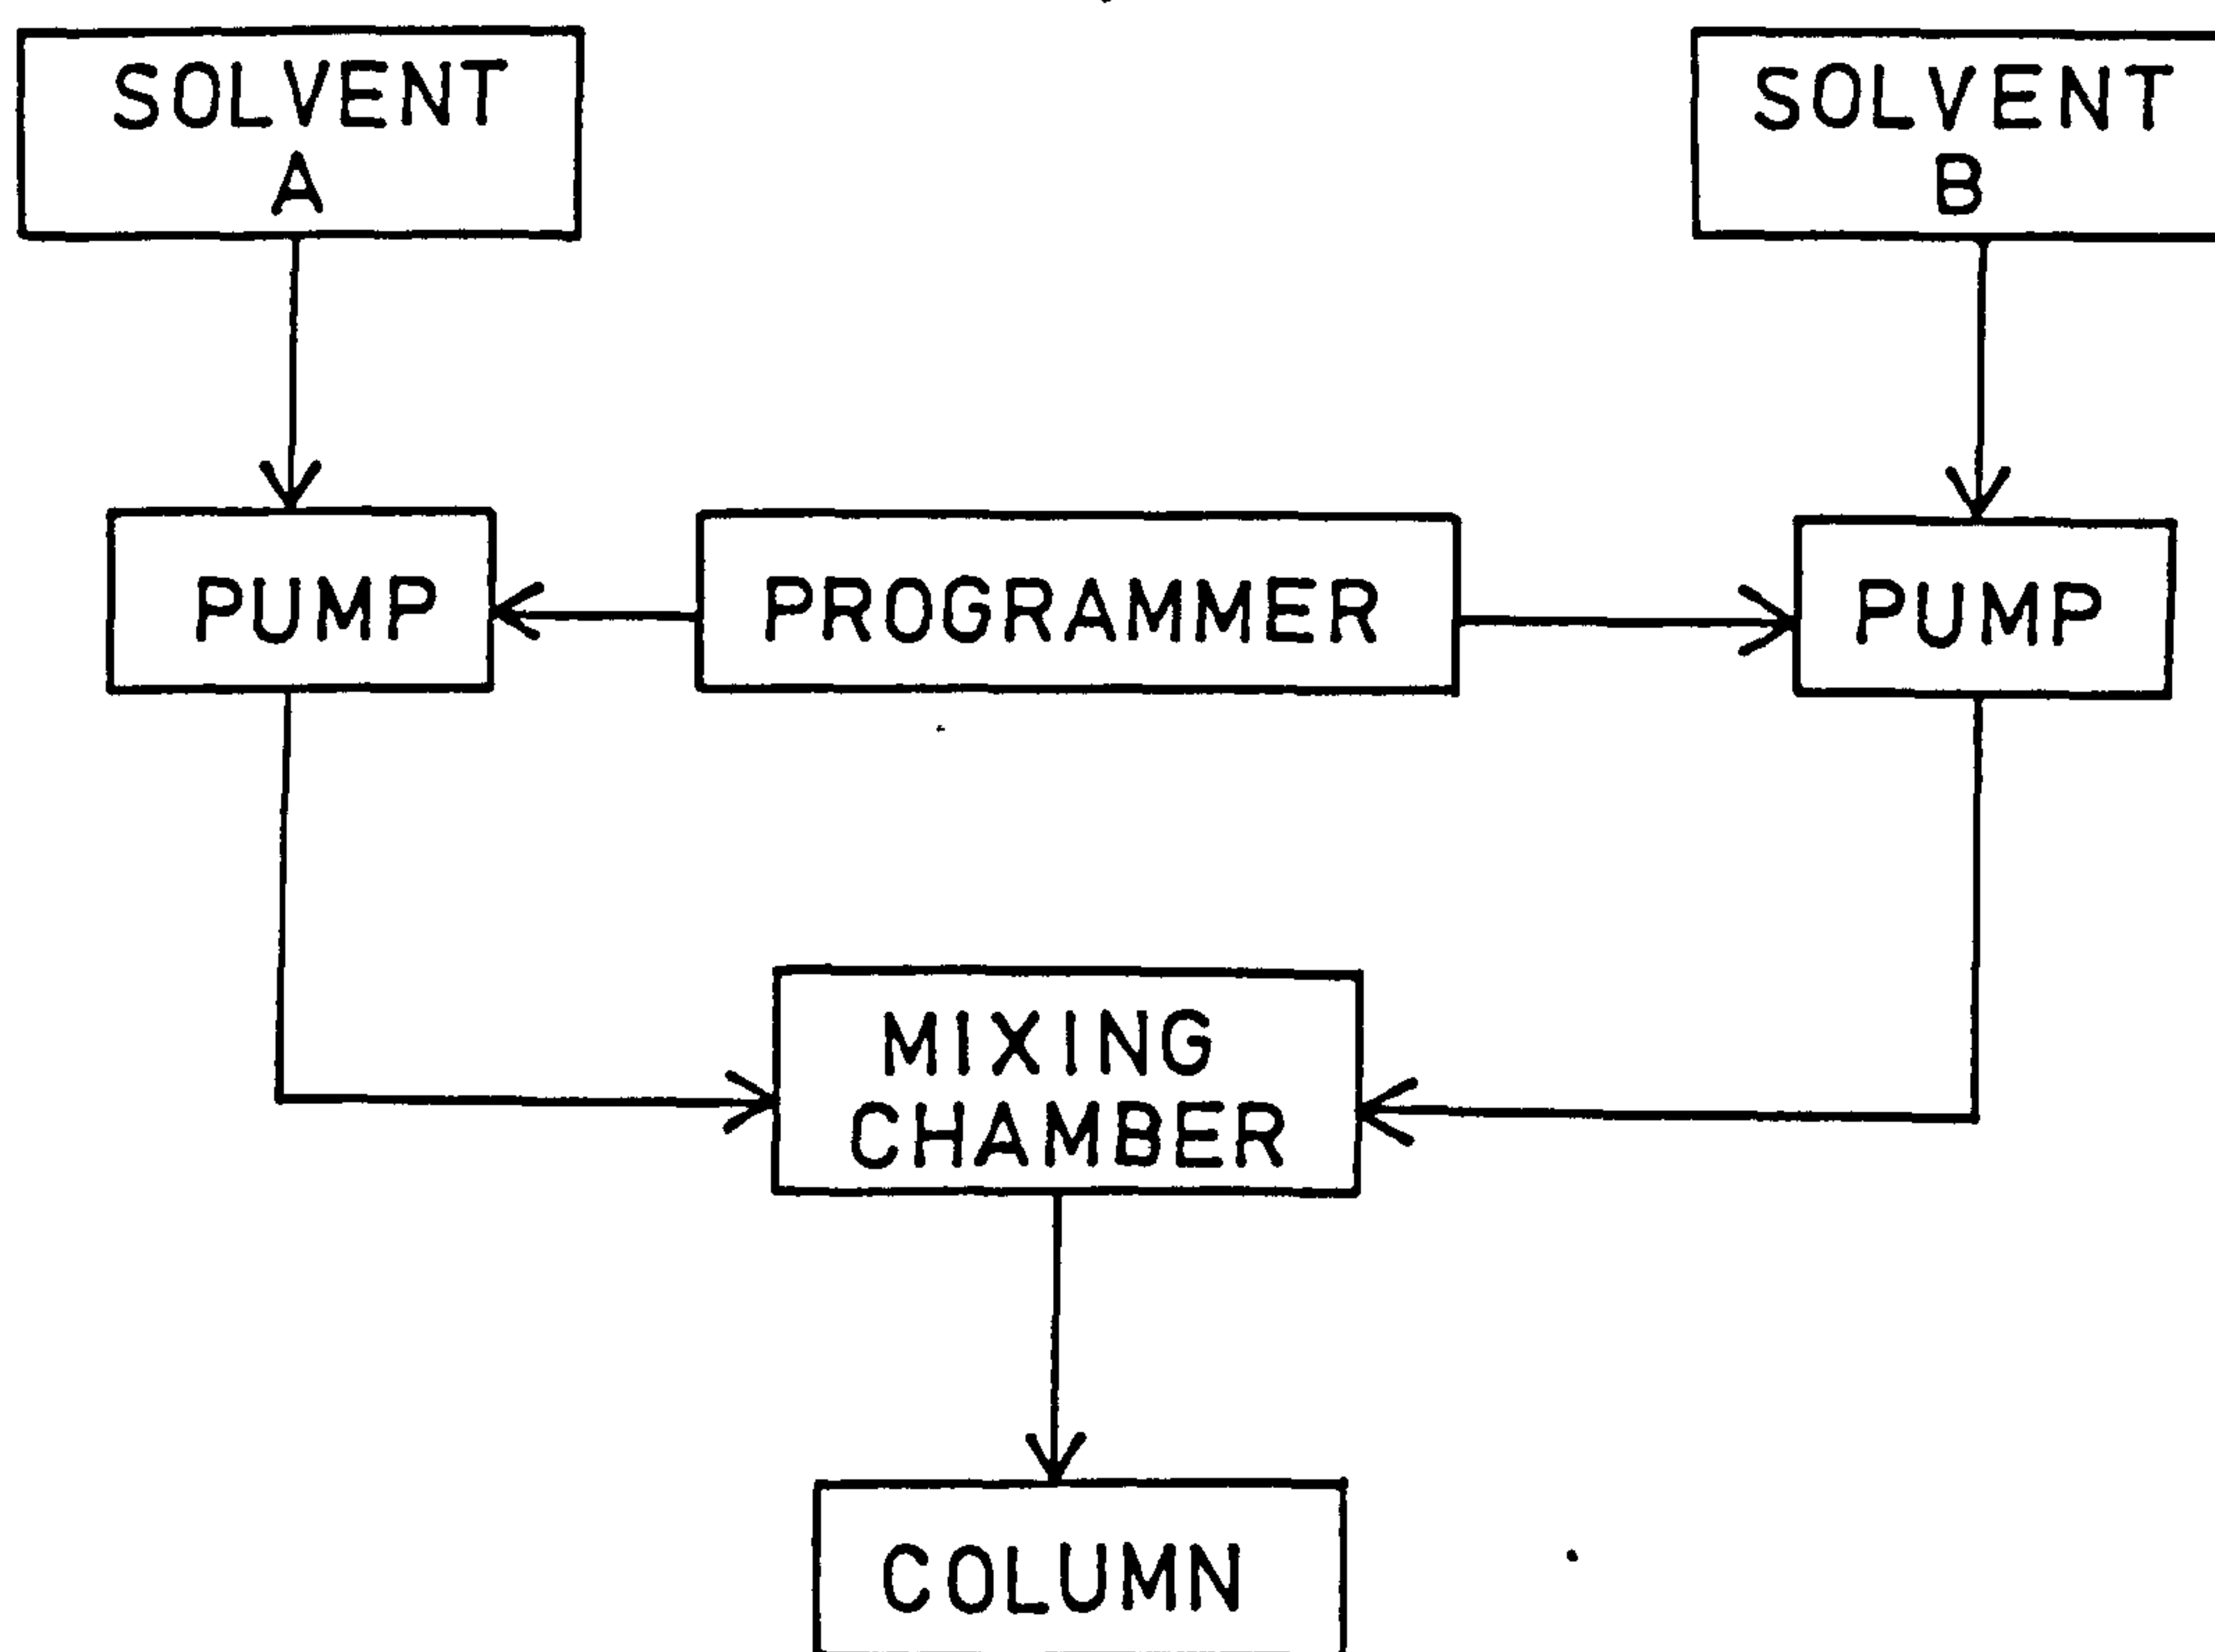 SOLVENT
A
SOLVENT
B
PUMP
PROGRAMMER
PUMP
MIXING
CHAMBER
COLUMN